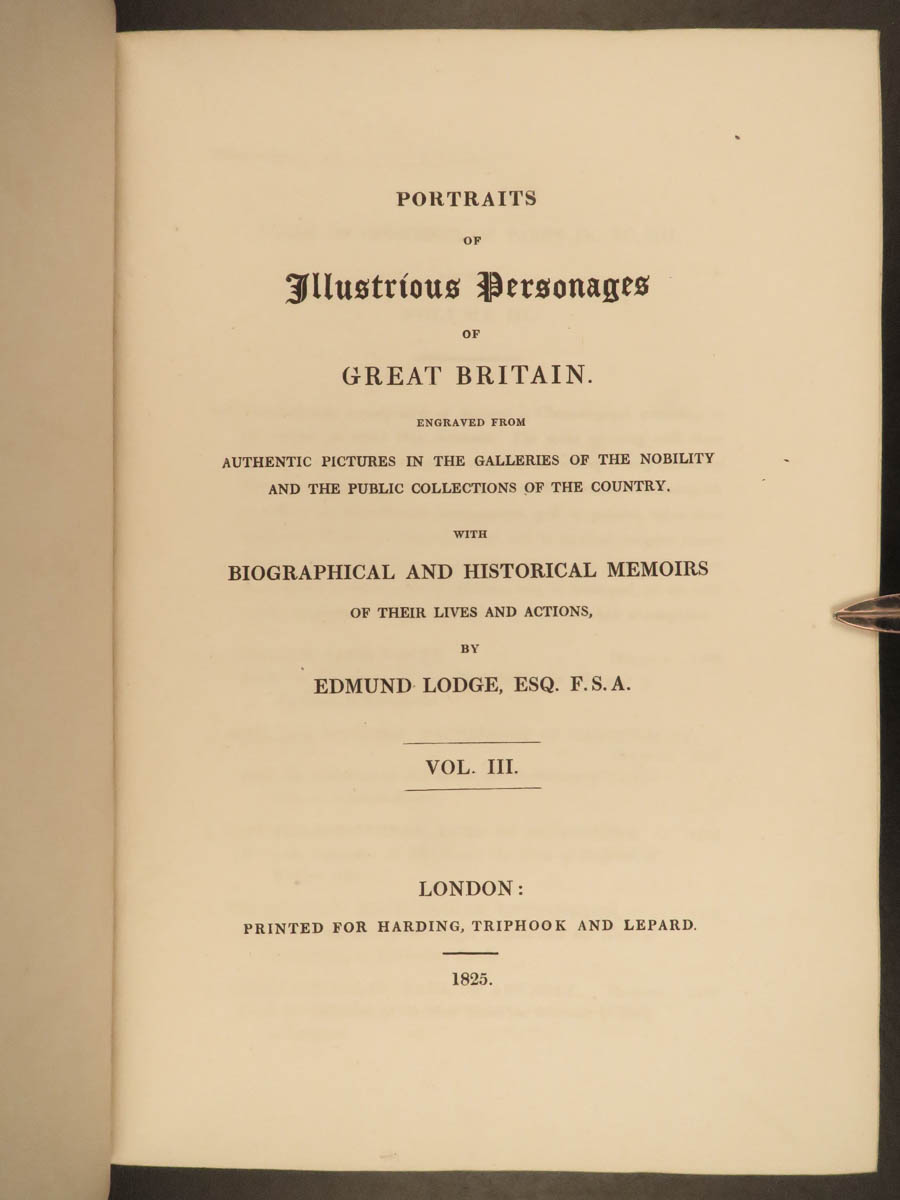 PORTRAITS
OF
Illustrious Personages
OF
GREAT BRITAIN.
ENGRAVED FROM
AUTHENTIC PICTURES IN THE GALLERIES OF THE NOBILITY
AND THE PUBLIC COLLECTIONS OF THE COUNTRY.
WITH
BIOGRAPHICAL AND HISTORICAL MEMOIRS
OF THEIR LIVES AND ACTIONS,
BY
EDMUND LODGE, ESQ. F.S.A.
VOL. III.
LONDON:
PRINTED FOR HARDING, TRIPHOOK AND LEPARD.
1825.